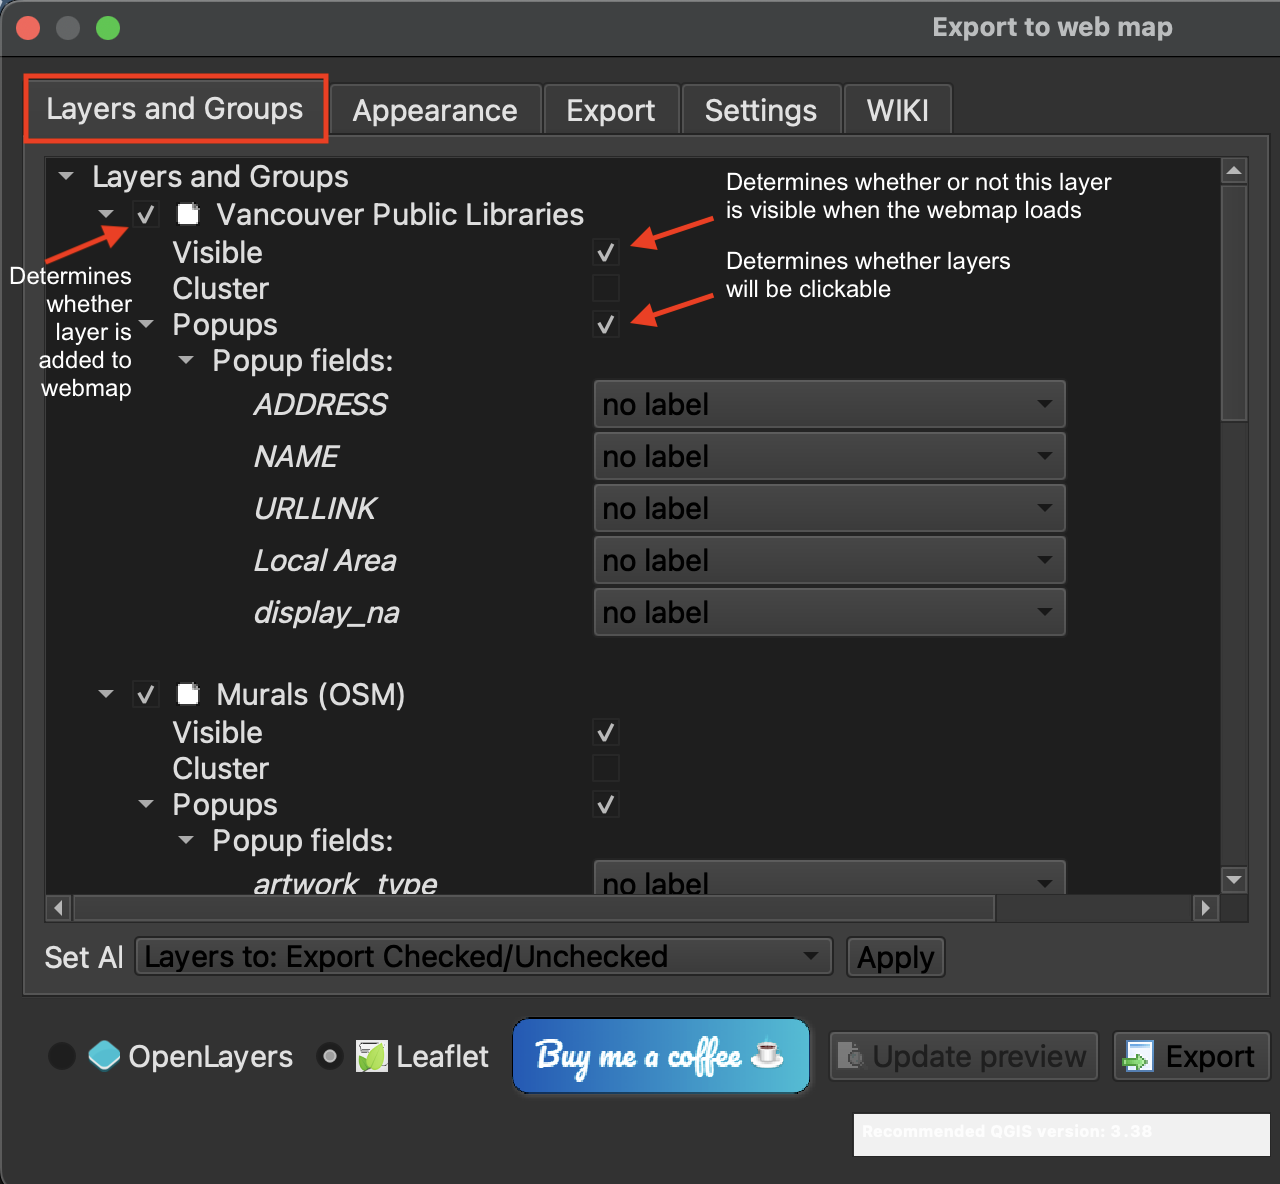 Export to web map
Layers and Groups
Appearance
Export
Settings
WIKI
Layers and Groups
Determines whether or not this layer
is visible when the webmap loads
Vancouver Public Libraries
Visible
Determines whether layers
will be clickable
Determines
whether
layer is
added to
webmap
Cluster
Popups
Popup fields:
ADDRESS no label
NAME no label
URLLINK no label
Local Area no label
display_na no label
Murals (OSM)
Visible
Cluster
Popups
Popup fields:
artwork_type no label
Set Al Layers to: Export Checked/Unchecked Apply
OpenLayers Leaflet Buy me a coffee Update preview Export
Recommended QGIS version: 3.38